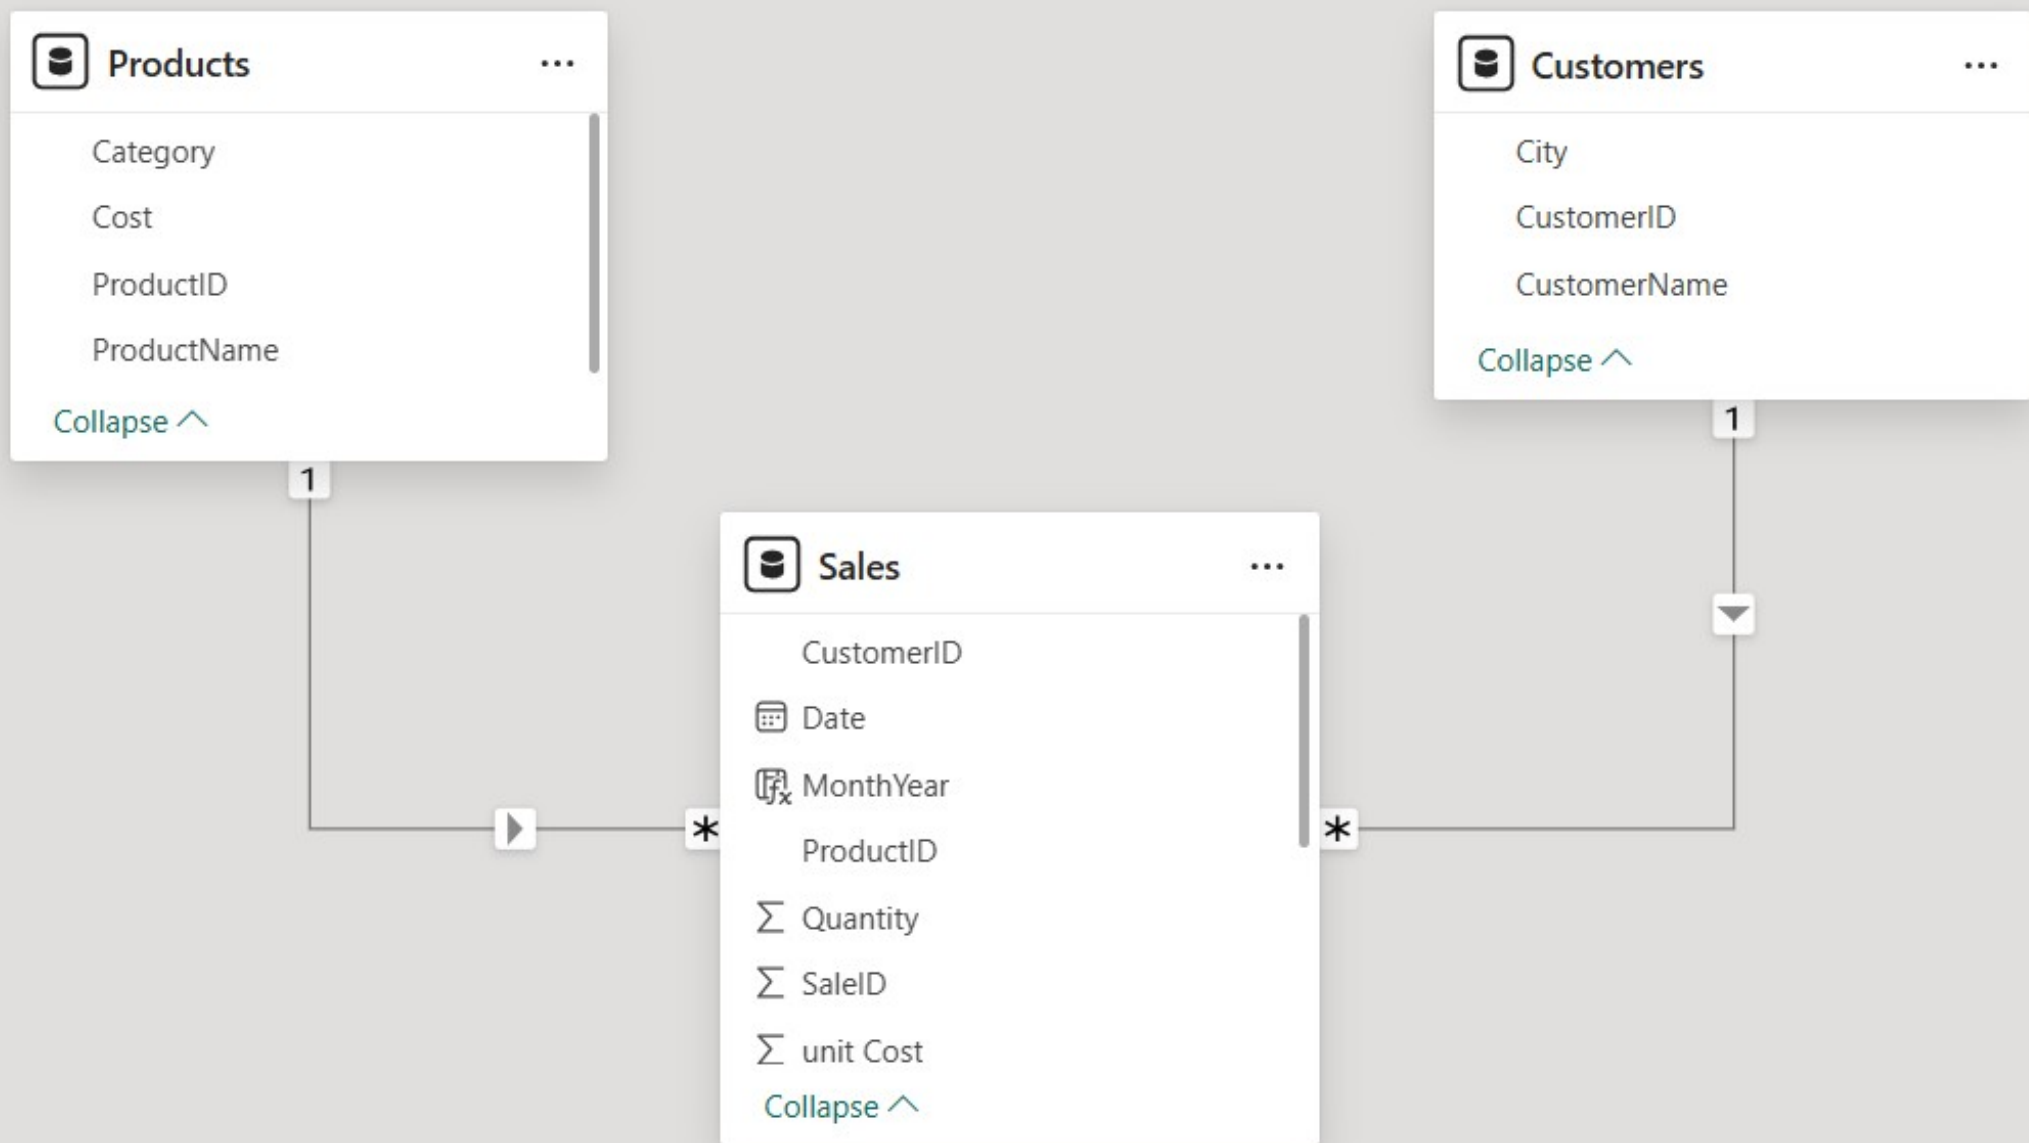 Products ...
Category
Cost
ProductID
ProductName
Collapse
1
Customers ...
City
CustomerID
CustomerName
Collapse
1
Sales ...
CustomerID
Date
MonthYear
ProductID
Σ Quantity
Σ SaleID
Σ unit Cost
Collapse
*
*